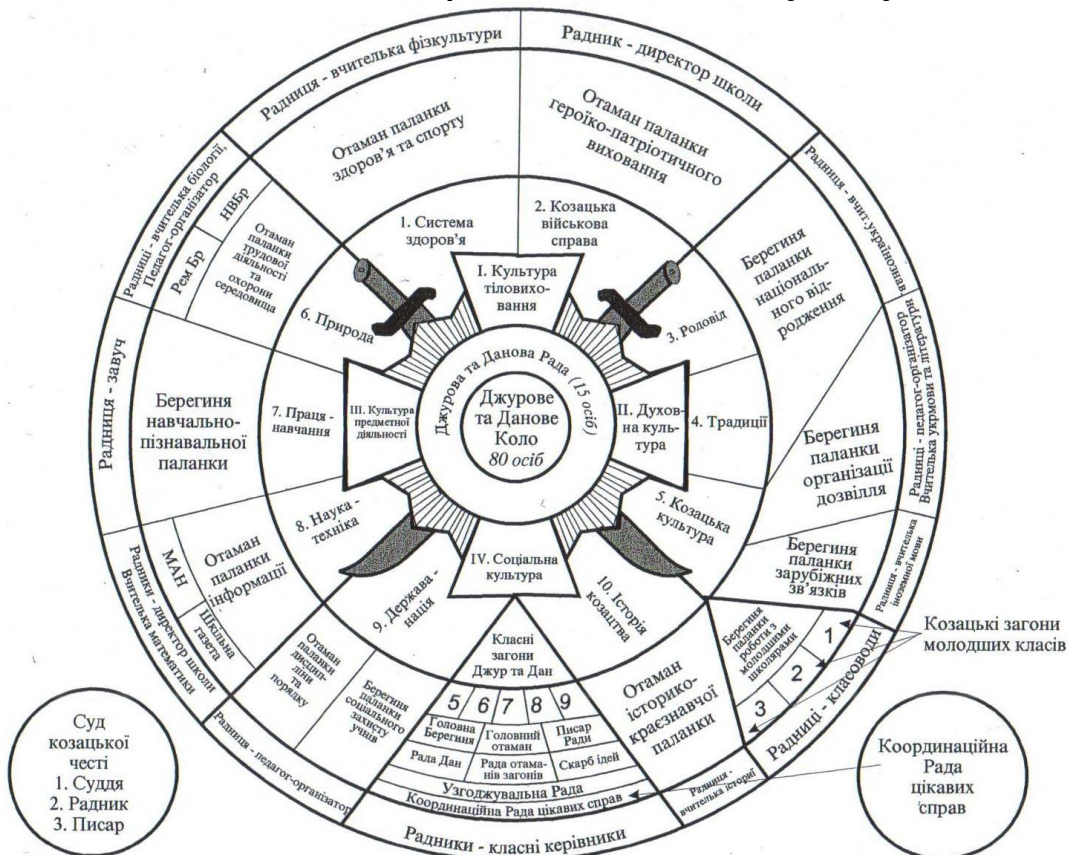 Радниця - вчителька фізкультури
Радник - директор школи
Отаман паланки
здоров'я та спорту
Отаман паланки
героїко-патріотичного
виховання
Радниці - вчителька біології,
Педагог-організатор
Радниця - вчит.українознав.
НВБр
Рем Бр
Отаман
паланки
трудової
діяльності
та
охорони
середовища
1. Система
здоров'я
2. Козацька
військова
справа
Берегиня
паланки
національ-
ного від-
родження
І. Культура
тіловихо-
вання
6. Природа
3. Родовід
Радниця - завуч
Берегиня
навчально-
пізнавальної
паланки
7. Праця -
навчання
ІІІ. Культура
предметної
діяльності
Джурова та Данова Рада (15 осіб)
Джурове
та Данове
Коло
80 осіб
ІІ. Духов-
на куль-
тура
4. Традиції
Берегиня
паланки
організації
дозвілля
Радниці - педагог-організатор
Вчителька укрмови та літератури
8. Наука -
техніка
5. Козацька
культура
IV. Соціальна
культура
МАН
Шкільна
газета
Отаман
паланки
інформації
Радники - директор школи
Вчителька математики
Берегиня
паланки
зарубіжних
зв'язків
Радниця - вчителька
іноземної мови
9. Держава -
нація
10. Історія
козацтва
Отаман
паланки
дисцип-
ліни
та
порядку
Берегиня
паланки
соціального
захисту
учнів
Радниця - педагог-організатор
Класні
загони
Джур та Дан
5 6 7 8 9
Головна
Берегиня
Головний
отаман
Писар
Ради
Рада Дан
Рада отама-
нів загонів
Скарб ідей
Узгоджувальна Рада
Координаційна Рада цікавих справ
Радники - класні керівники
Отаман
історико-
краєзнавчої
паланки
Радниця -
вчителька історії
Берегиня
паланки
роботи з
молодшими
школярами
1
2
3
Радниці - класоводи
Козацькі загони
молодших класів
Суд
козацької
честі
1. Суддя
2. Радник
3. Писар
Координаційна
Рада
цікавих
справ